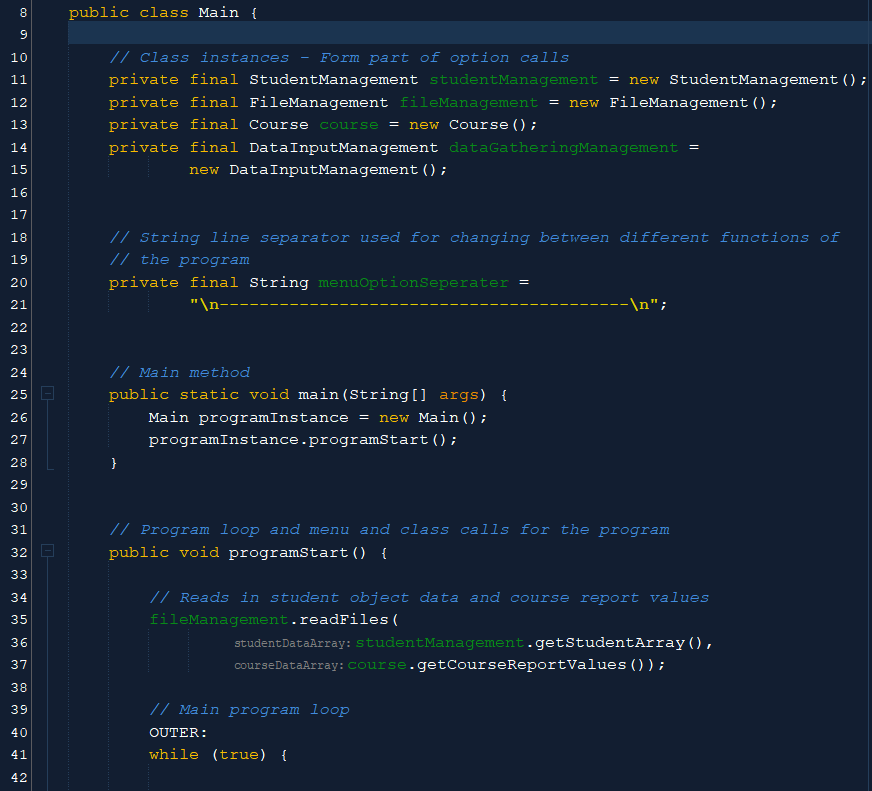 8 public class Main {
9
10 // Class instances - Form part of option calls
11 private final StudentManagement studentManagement = new StudentManagement();
12 private final FileManagement fileManagement = new FileManagement();
13 private final Course course = new Course();
14 private final DataInputManagement dataGatheringManagement =
15 new DataInputManagement();
16
17
18 // String line separator used for changing between different functions of
19 // the program
20 private final String menuOptionSeperater =
21 "\n-----------------------------------------\n";
22
23
24 // Main method
25 public static void main(String[] args) {
26 Main programInstance = new Main();
27 programInstance.programStart();
28 }
29
30
31 // Program loop and menu and class calls for the program
32 public void programStart() {
33
34 // Reads in student object data and course report values
35 fileManagement.readFiles(
36 studentDataArray: studentManagement.getStudentArray(),
37 courseDataArray: course.getCourseReportValues());
38
39 // Main program loop
40 OUTER:
41 while (true) {
42